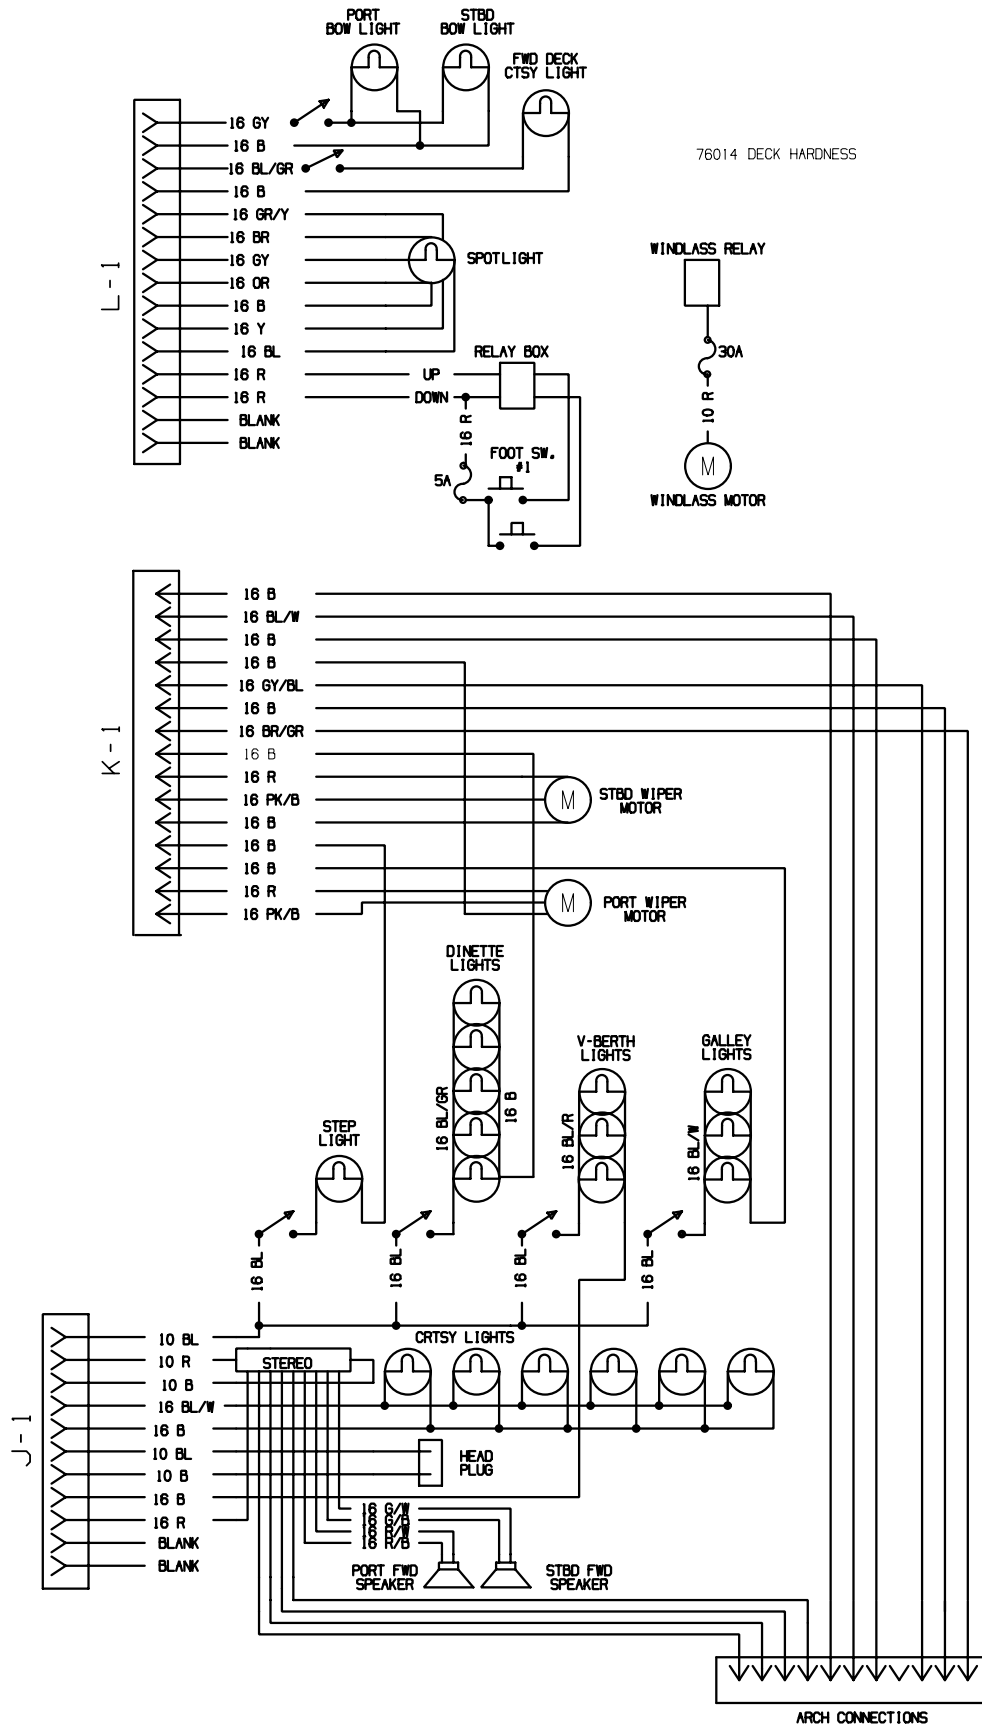 PORT
BOW LIGHT
STBD
BOW LIGHT
FWD DECK
CTSY LIGHT
76014 DECK HARDNESS
L-1
16 GY
16 B
16 BL/GR
16 B
16 GR/Y
16 BR
16 GY
16 OR
16 B
16 Y
16 BL
16 R
16 R
BLANK
BLANK
SPOTLIGHT
RELAY BOX
UP
DOWN
16 R
5A
FOOT SW.
#1
WINDLASS RELAY
30A
10 R
M
WINDLASS MOTOR
K-1
16 B
16 BL/W
16 B
16 B
16 GY/BL
16 B
16 BR/GR
16 B
16 R
16 PK/B
16 B
16 B
16 B
16 R
16 PK/B
M
STBD WIPER
MOTOR
M
PORT WIPER
MOTOR
DINETTE
LIGHTS
16 BL/GR
16 B
V-BERTH
LIGHTS
16 BL/R
GALLEY
LIGHTS
16 BL/W
STEP
LIGHT
16 BL
16 BL
16 BL
16 BL
J-1
10 BL
10 R
10 B
16 BL/W
16 B
10 BL
10 B
16 B
16 R
BLANK
BLANK
STEREO
CRTSY LIGHTS
HEAD
PLUG
16 G/W
16 G/B
16 R/W
16 R/B
PORT FWD
SPEAKER
STBD FWD
SPEAKER
ARCH CONNECTIONS